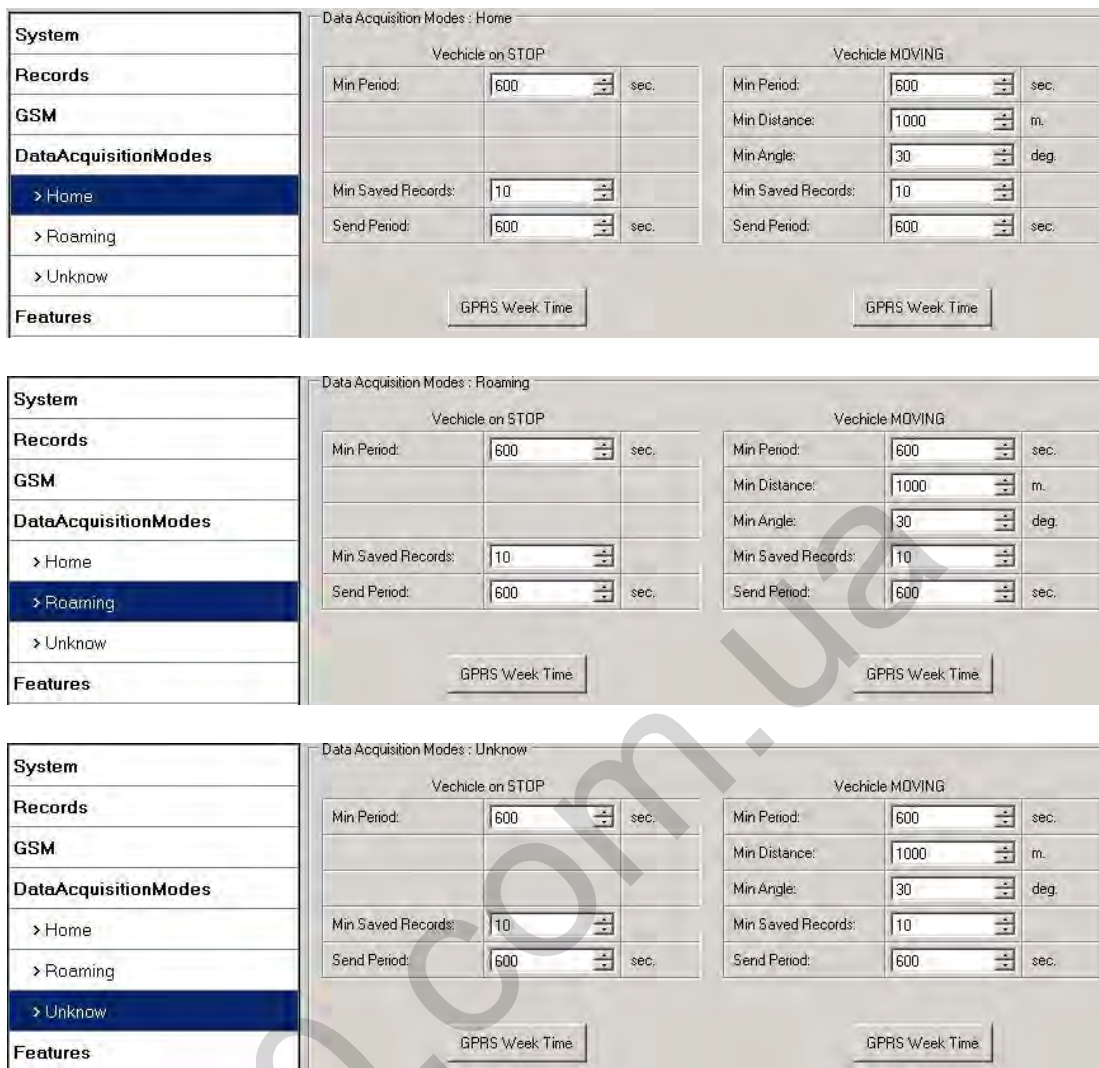 System
Records
GSM
DataAcquisitionModes
> Home
> Roaming
> Unknow
Features
Data Acquisition Modes : Home
Vechicle on STOP
Min Period: 600 sec.
Min Saved Records: 10
Send Period: 600 sec.
GPRS Week Time
Vechicle MOVING
Min Period: 600 sec.
Min Distance: 1000 m.
Min Angle: 30 deg.
Min Saved Records: 10
Send Period: 600 sec.
GPRS Week Time
System
Records
GSM
DataAcquisitionModes
> Home
> Roaming
> Unknow
Features
Data Acquisition Modes : Roaming
Vechicle on STOP
Min Period: 600 sec.
Min Saved Records: 10
Send Period: 600 sec.
GPRS Week Time
Vechicle MOVING
Min Period: 600 sec.
Min Distance: 1000 m.
Min Angle: 30 deg.
Min Saved Records: 10
Send Period: 600 sec.
GPRS Week Time
System
Records
GSM
DataAcquisitionModes
> Home
> Roaming
> Unknow
Features
Data Acquisition Modes : Unknow
Vechicle on STOP
Min Period: 600 sec.
Min Saved Records: 10
Send Period: 600 sec.
GPRS Week Time
Vechicle MOVING
Min Period: 600 sec.
Min Distance: 1000 m.
Min Angle: 30 deg.
Min Saved Records: 10
Send Period: 600 sec.
GPRS Week Time
.com.ua